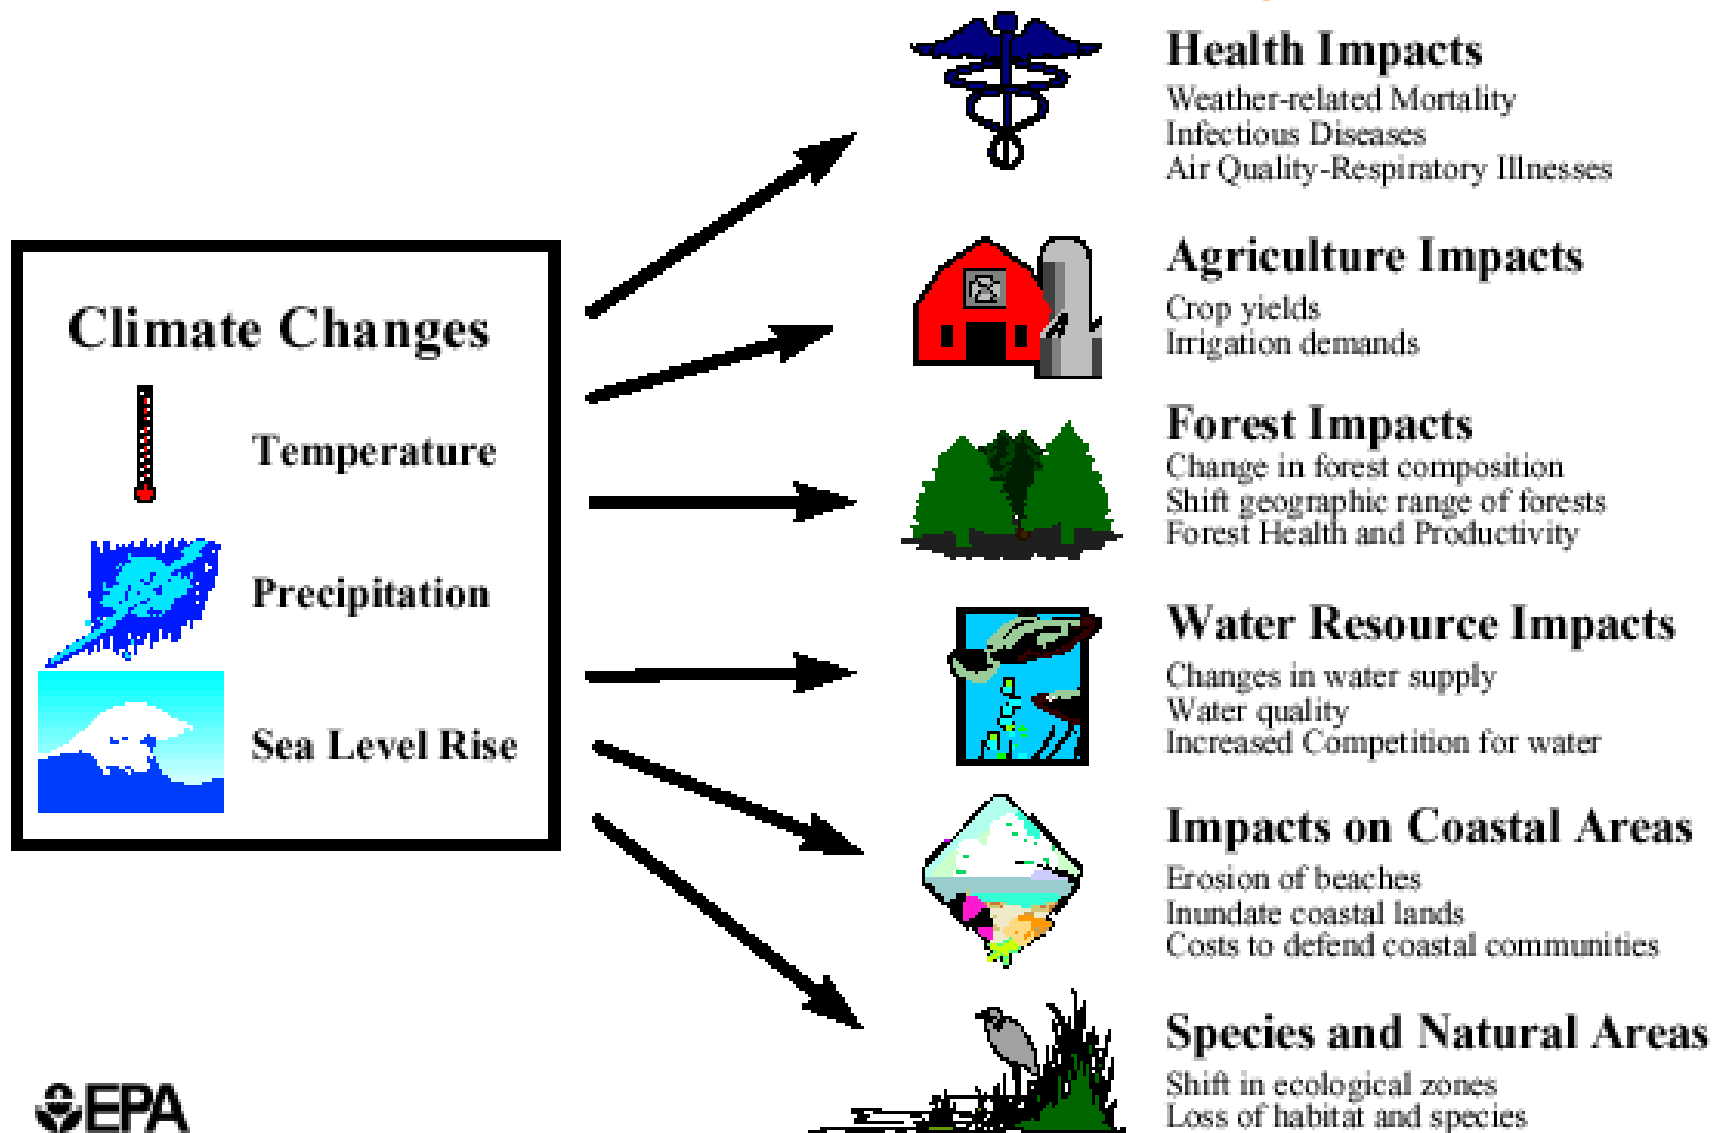 Climate Changes
Temperature
Precipitation
Sea Level Rise
Health Impacts
Weather-related Mortality
Infectious Diseases
Air Quality-Respiratory Illnesses
Agriculture Impacts
Crop yields
Irrigation demands
Forest Impacts
Change in forest composition
Shift geographic range of forests
Forest Health and Productivity
Water Resource Impacts
Changes in water supply
Water quality
Increased Competition for water
Impacts on Coastal Areas
Erosion of beaches
Inundate coastal lands
Costs to defend coastal communities
Species and Natural Areas
Shift in ecological zones
Loss of habitat and species
EPA